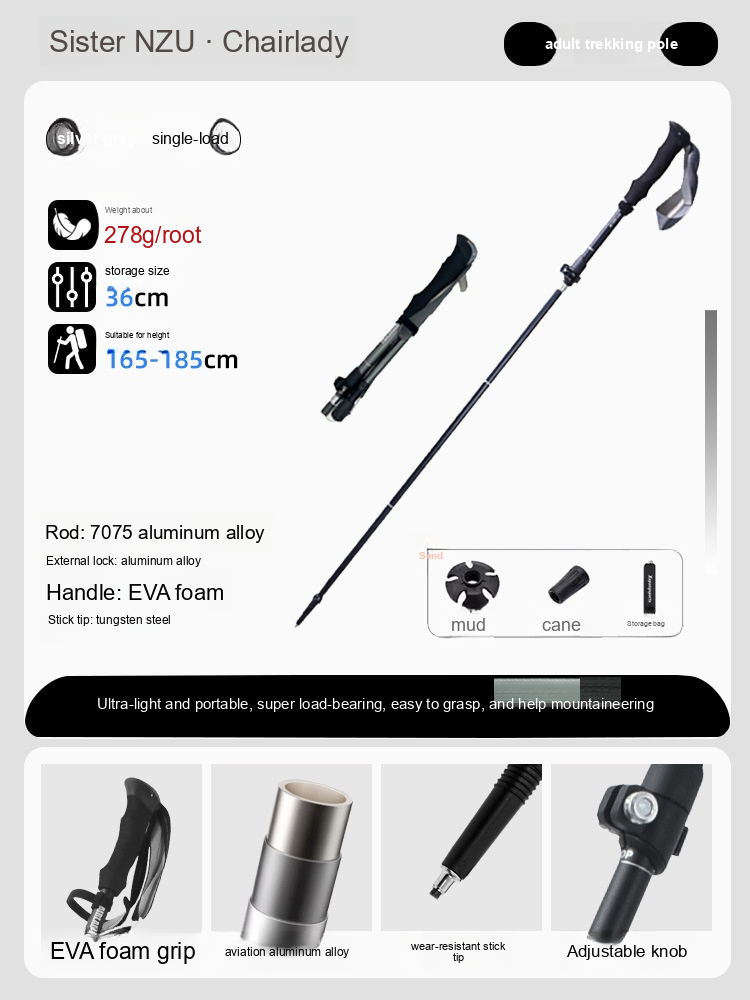 Sister NZU · Chairlady
adult trekking pole
silver gray
single-load
Weight about
278g/root
storage size
36cm
Suitable for height
165-185cm
Rod: 7075 aluminum alloy
External lock: aluminum alloy
Handle: EVA foam
Stick tip: tungsten steel
Send
mud
cane
Storage bag
Ultra-light and portable, super load-bearing, easy to grasp, and help mountaineering
EVA foam grip
aviation aluminum alloy
wear-resistant stick
tip
Adjustable knob